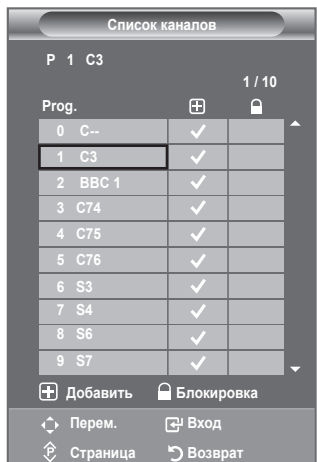 Список каналов
P 1 C3
1 / 10
Prog.
0 C--
1 C3
2 BBC 1
3 C74
4 C75
5 C76
6 S3
7 S4
8 S6
9 S7
Добавить Блокировка
Перем. Вход
P Страница Возврат